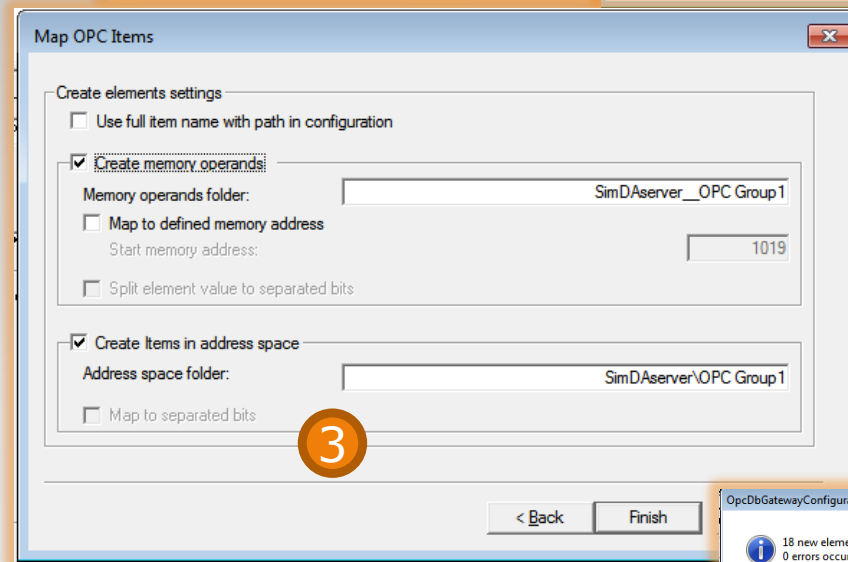 Map OPC Items
Create elements settings
Use full item name with path in configuration
Create memory operands
Memory operands folder: SimDAserver__OPC Group1
Map to defined memory address
Start memory address: 1019
Split element value to separated bits
Create Items in address space
Address space folder: SimDAserver\OPC Group1
Map to separated bits
3
< Back Finish
OpcDbGatewayConfigura
18 new eleme
0 errors occur